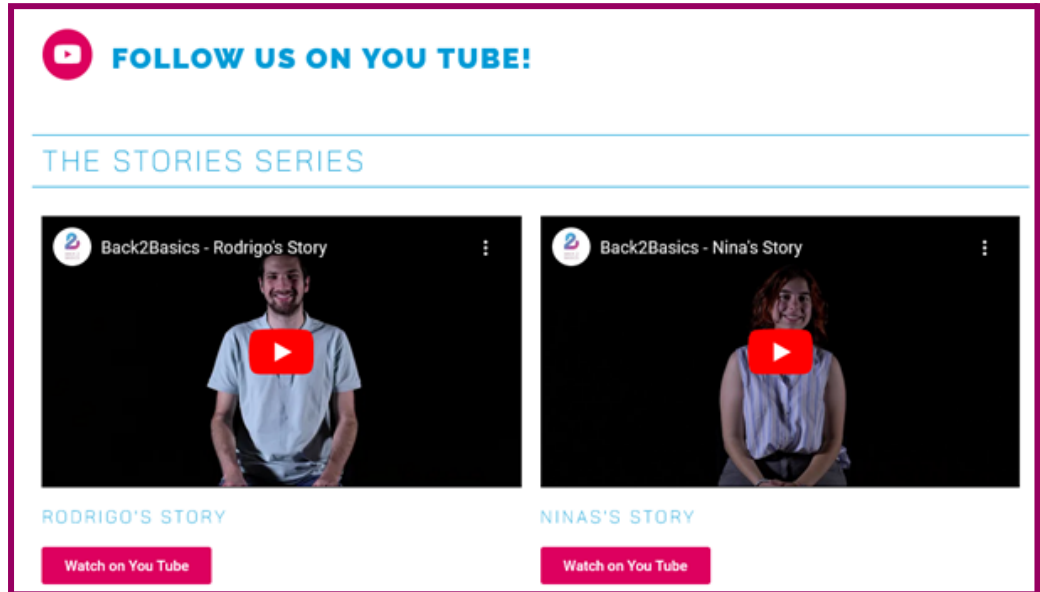 FOLLOW US ON YOU TUBE!
THE STORIES SERIES
Back2Basics - Rodrigo's Story
Back2Basics - Nina's Story
RODRIGO'S STORY
NINAS'S STORY
Watch on You Tube
Watch on You Tube